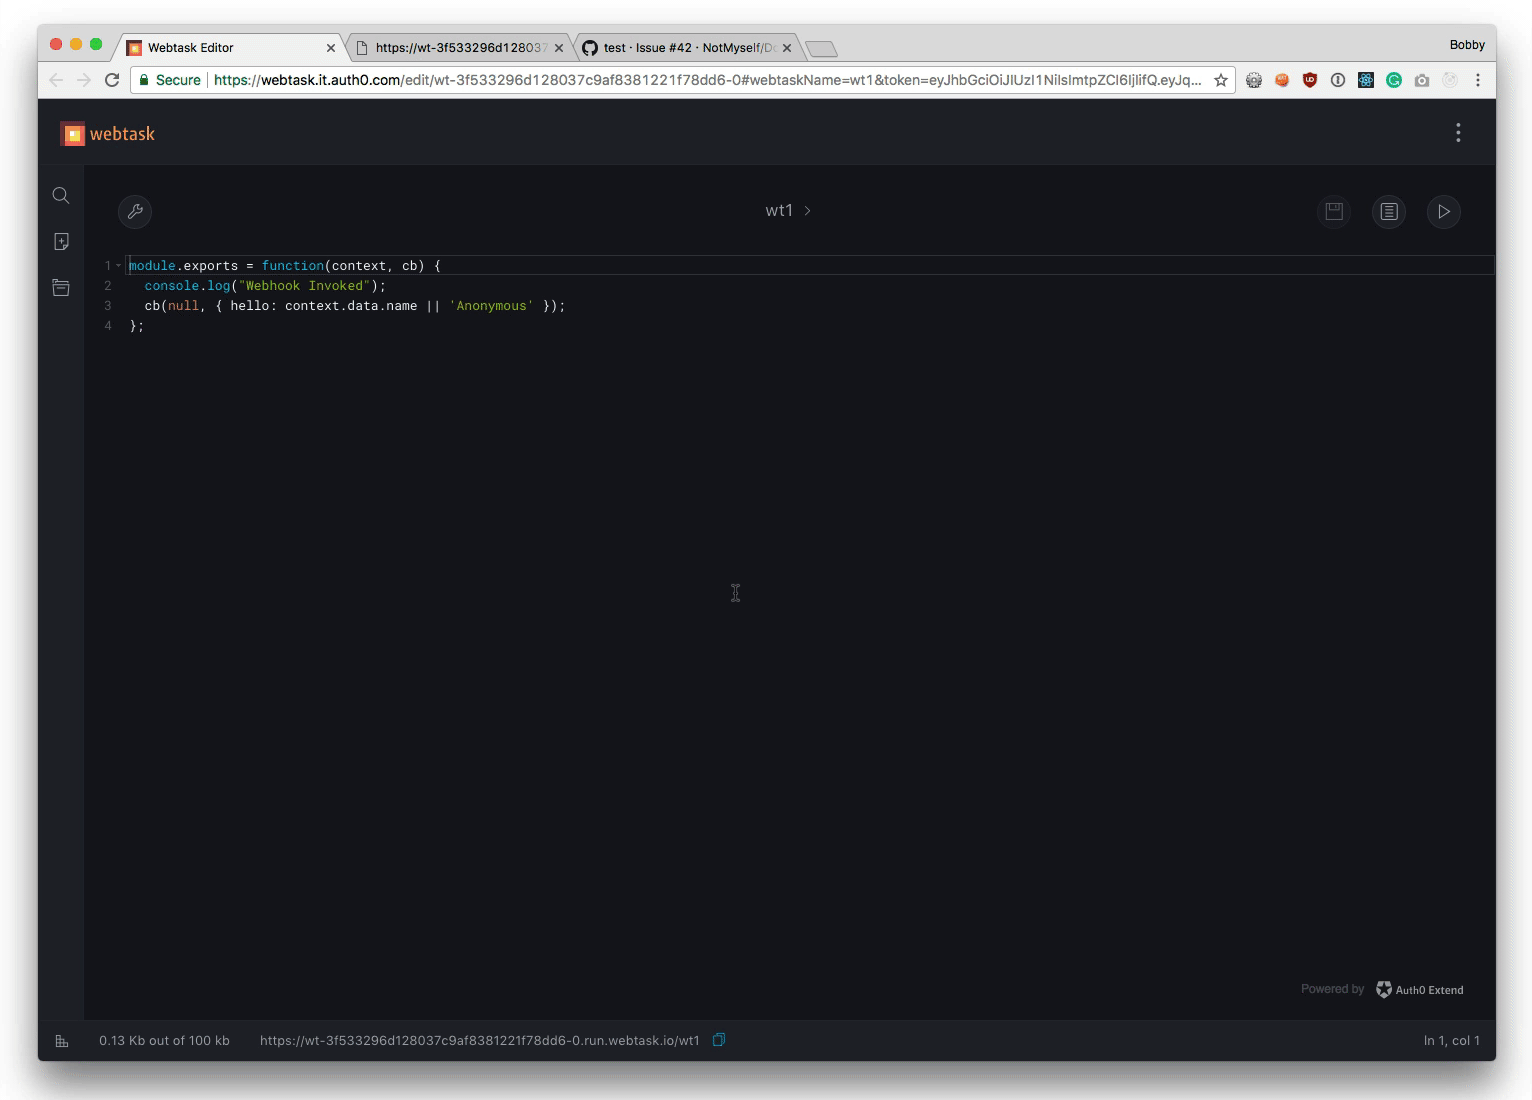 Webtask Editor
https://wt-3f533296d128037
test · Issue #42 · NotMyself/Do
Bobby
Secure
https://webtask.it.auth0.com/edit/wt-3f533296d128037c9af8381221f78dd6-0#webtaskName=wt1&token=eyJhbGciOiJIUzI1NiIsImtpZCI6IjIifQ.eyJq...
webtask
wt1
1 module.exports = function(context, cb) {
2 console.log("Webhook Invoked");
3 cb(null, { hello: context.data.name || 'Anonymous' });
4 };
Powered by Auth0 Extend
0.13 Kb out of 100 kb
https://wt-3f533296d128037c9af8381221f78dd6-0.run.webtask.io/wt1
ln 1, col 1